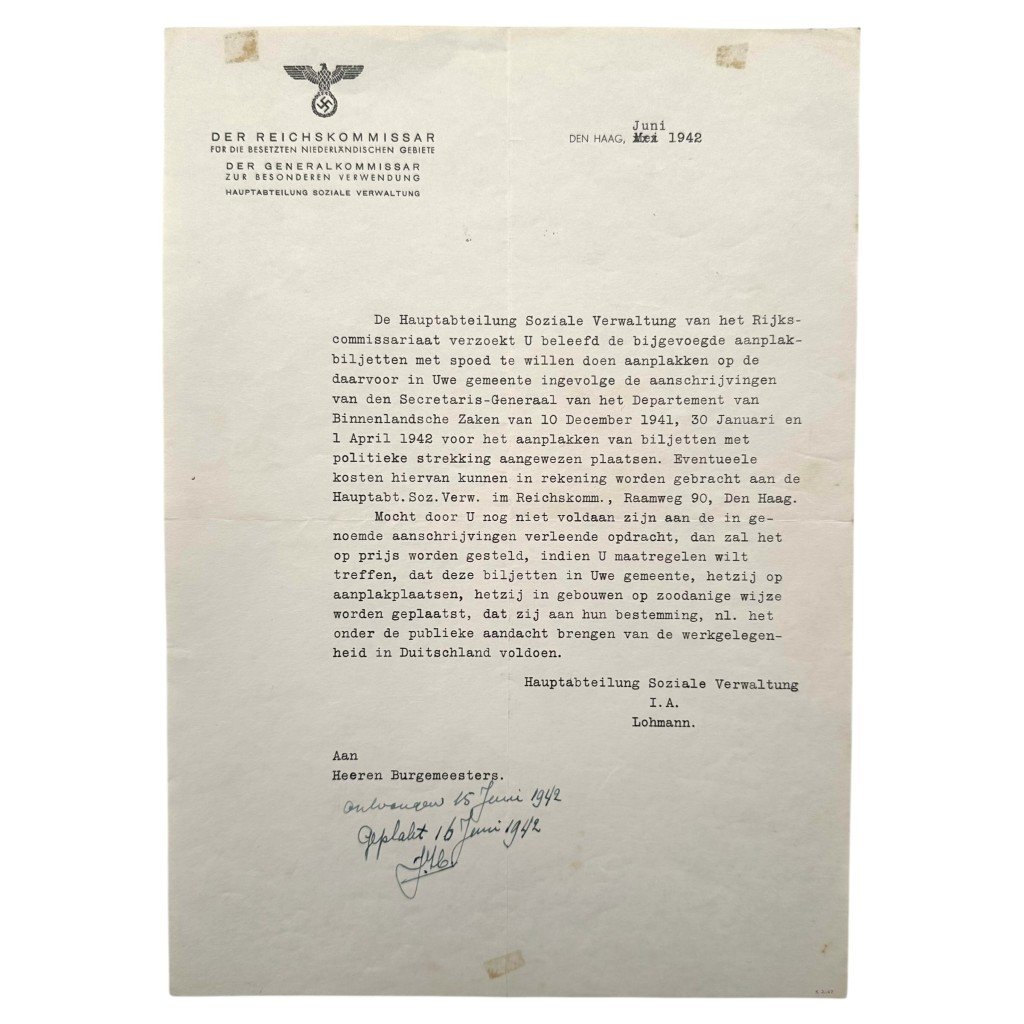 DER REICHSKOMMISSAR
FÜR DIE BESETZTEN NIEDERLÄNDISCHEN GEBIETE
DER GENERALKOMMISSAR
ZUR BESONDEREN VERWENDUNG
HAUPTABTEILUNG SOZIALE VERWALTUNG
Juni
DEN HAAG, 1942
De Hauptabteilung Soziale Verwaltung van het Rijks-
commissariaat verzoekt U beleefd de bijgevoegde aanplak-
biljetten met spoed te willen doen aanplakken op de
daarvoor in Uwe gemeente ingevolge de aanschrijvingen
van den Secretaris-Generaal van het Departement van
Binnenlandsche Zaken van 10 December 1941, 30 Januari en
1 April 1942 voor het aanplakken van biljetten met
politieke strekking aangewezen plaatsen. Eventueele
kosten hiervan kunnen in rekening worden gebracht aan de
Hauptabt.Soz.Verw. im Reichskomm., Raamweg 90, Den Haag.
Mocht door U nog niet voldaan zijn aan de in ge-
noemde aanschrijvingen verleende opdracht, dan zal het
op prijs worden gesteld, indien U maatregelen wilt
treffen, dat deze biljetten in Uwe gemeente, hetzij op
aanplakplaatsen, hetzij in gebouwen op zoodanige wijze
worden geplaatst, dat zij aan hun bestemming, nl. het
onder de publieke aandacht brengen van de werkgelegen-
heid in Duitschland voldoen.
Hauptabteilung Soziale Verwaltung
I.A.
Lohmann.
Aan
Heeren Burgemeesters.
ontvangen 15 Juni 1942
Geplakt 16 Juni 1942